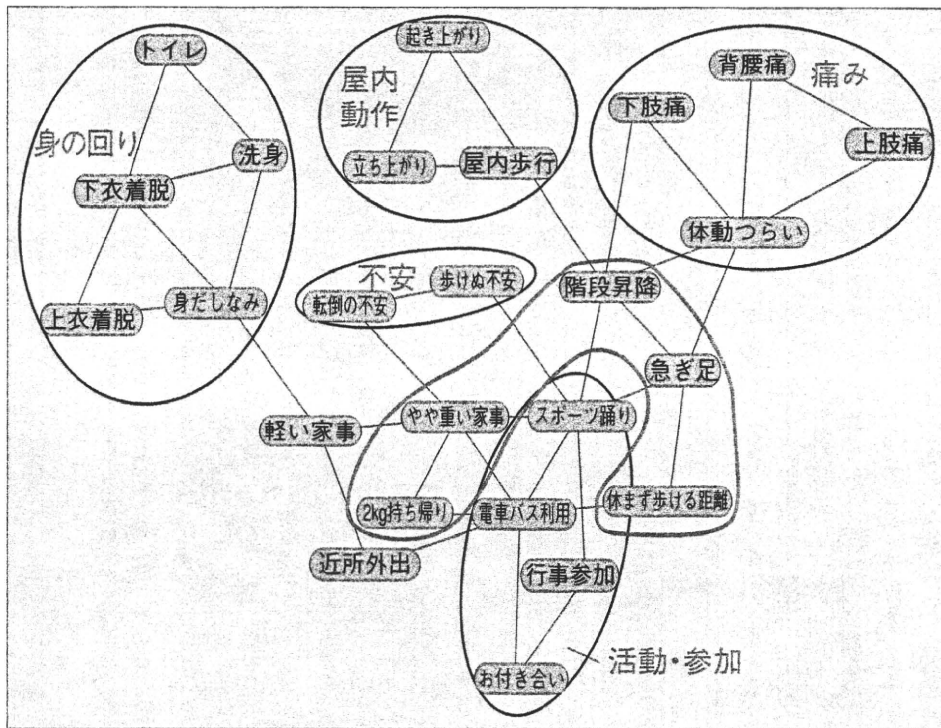 トイレ
身の回り
洗身
下衣着脱
上衣着脱
身だしなみ
起き上がり
屋内
動作
立ち上がり
屋内歩行
背腰痛
痛み
下肢痛
上肢痛
体動つらい
不安
歩けぬ不安
転倒の不安
階段昇降
急ぎ足
軽い家事
やや重い家事
スポーツ踊り
2kg持ち帰り
電車バス利用
休まず歩ける距離
近所外出
行事参加
お付き合い
活動・参加